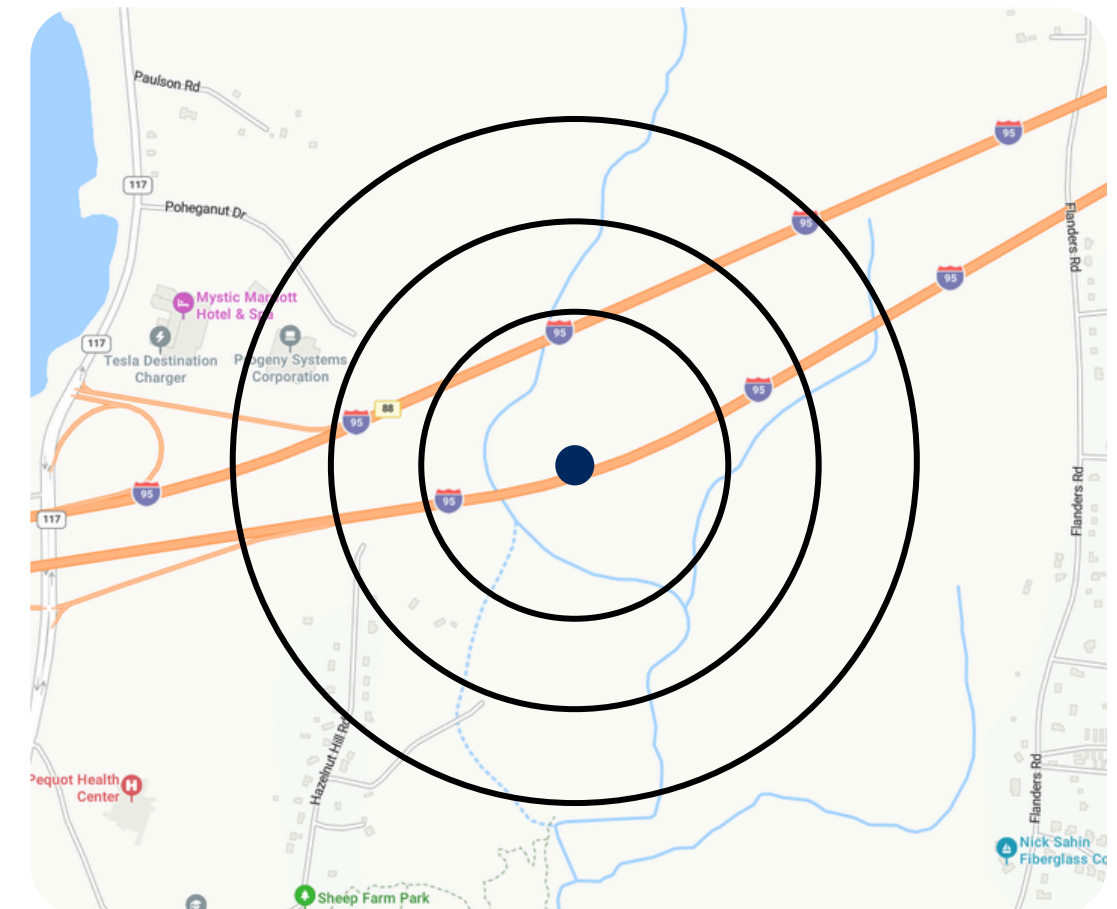 Paulson Rd
95
117
Poheganut Dr
95
Flanders Rd
95
Mystic Marriott
Hotel & Spa
95
117
Tesla Destination
Charger
Progeny Systems
Corporation
95
88
95
95
95
117
Flanders Rd
Hazelnut Hill Rd
Pequot Health
Center
Flanders Rd
Nick Sahin
Fiberglass Co
Sheep Farm Park